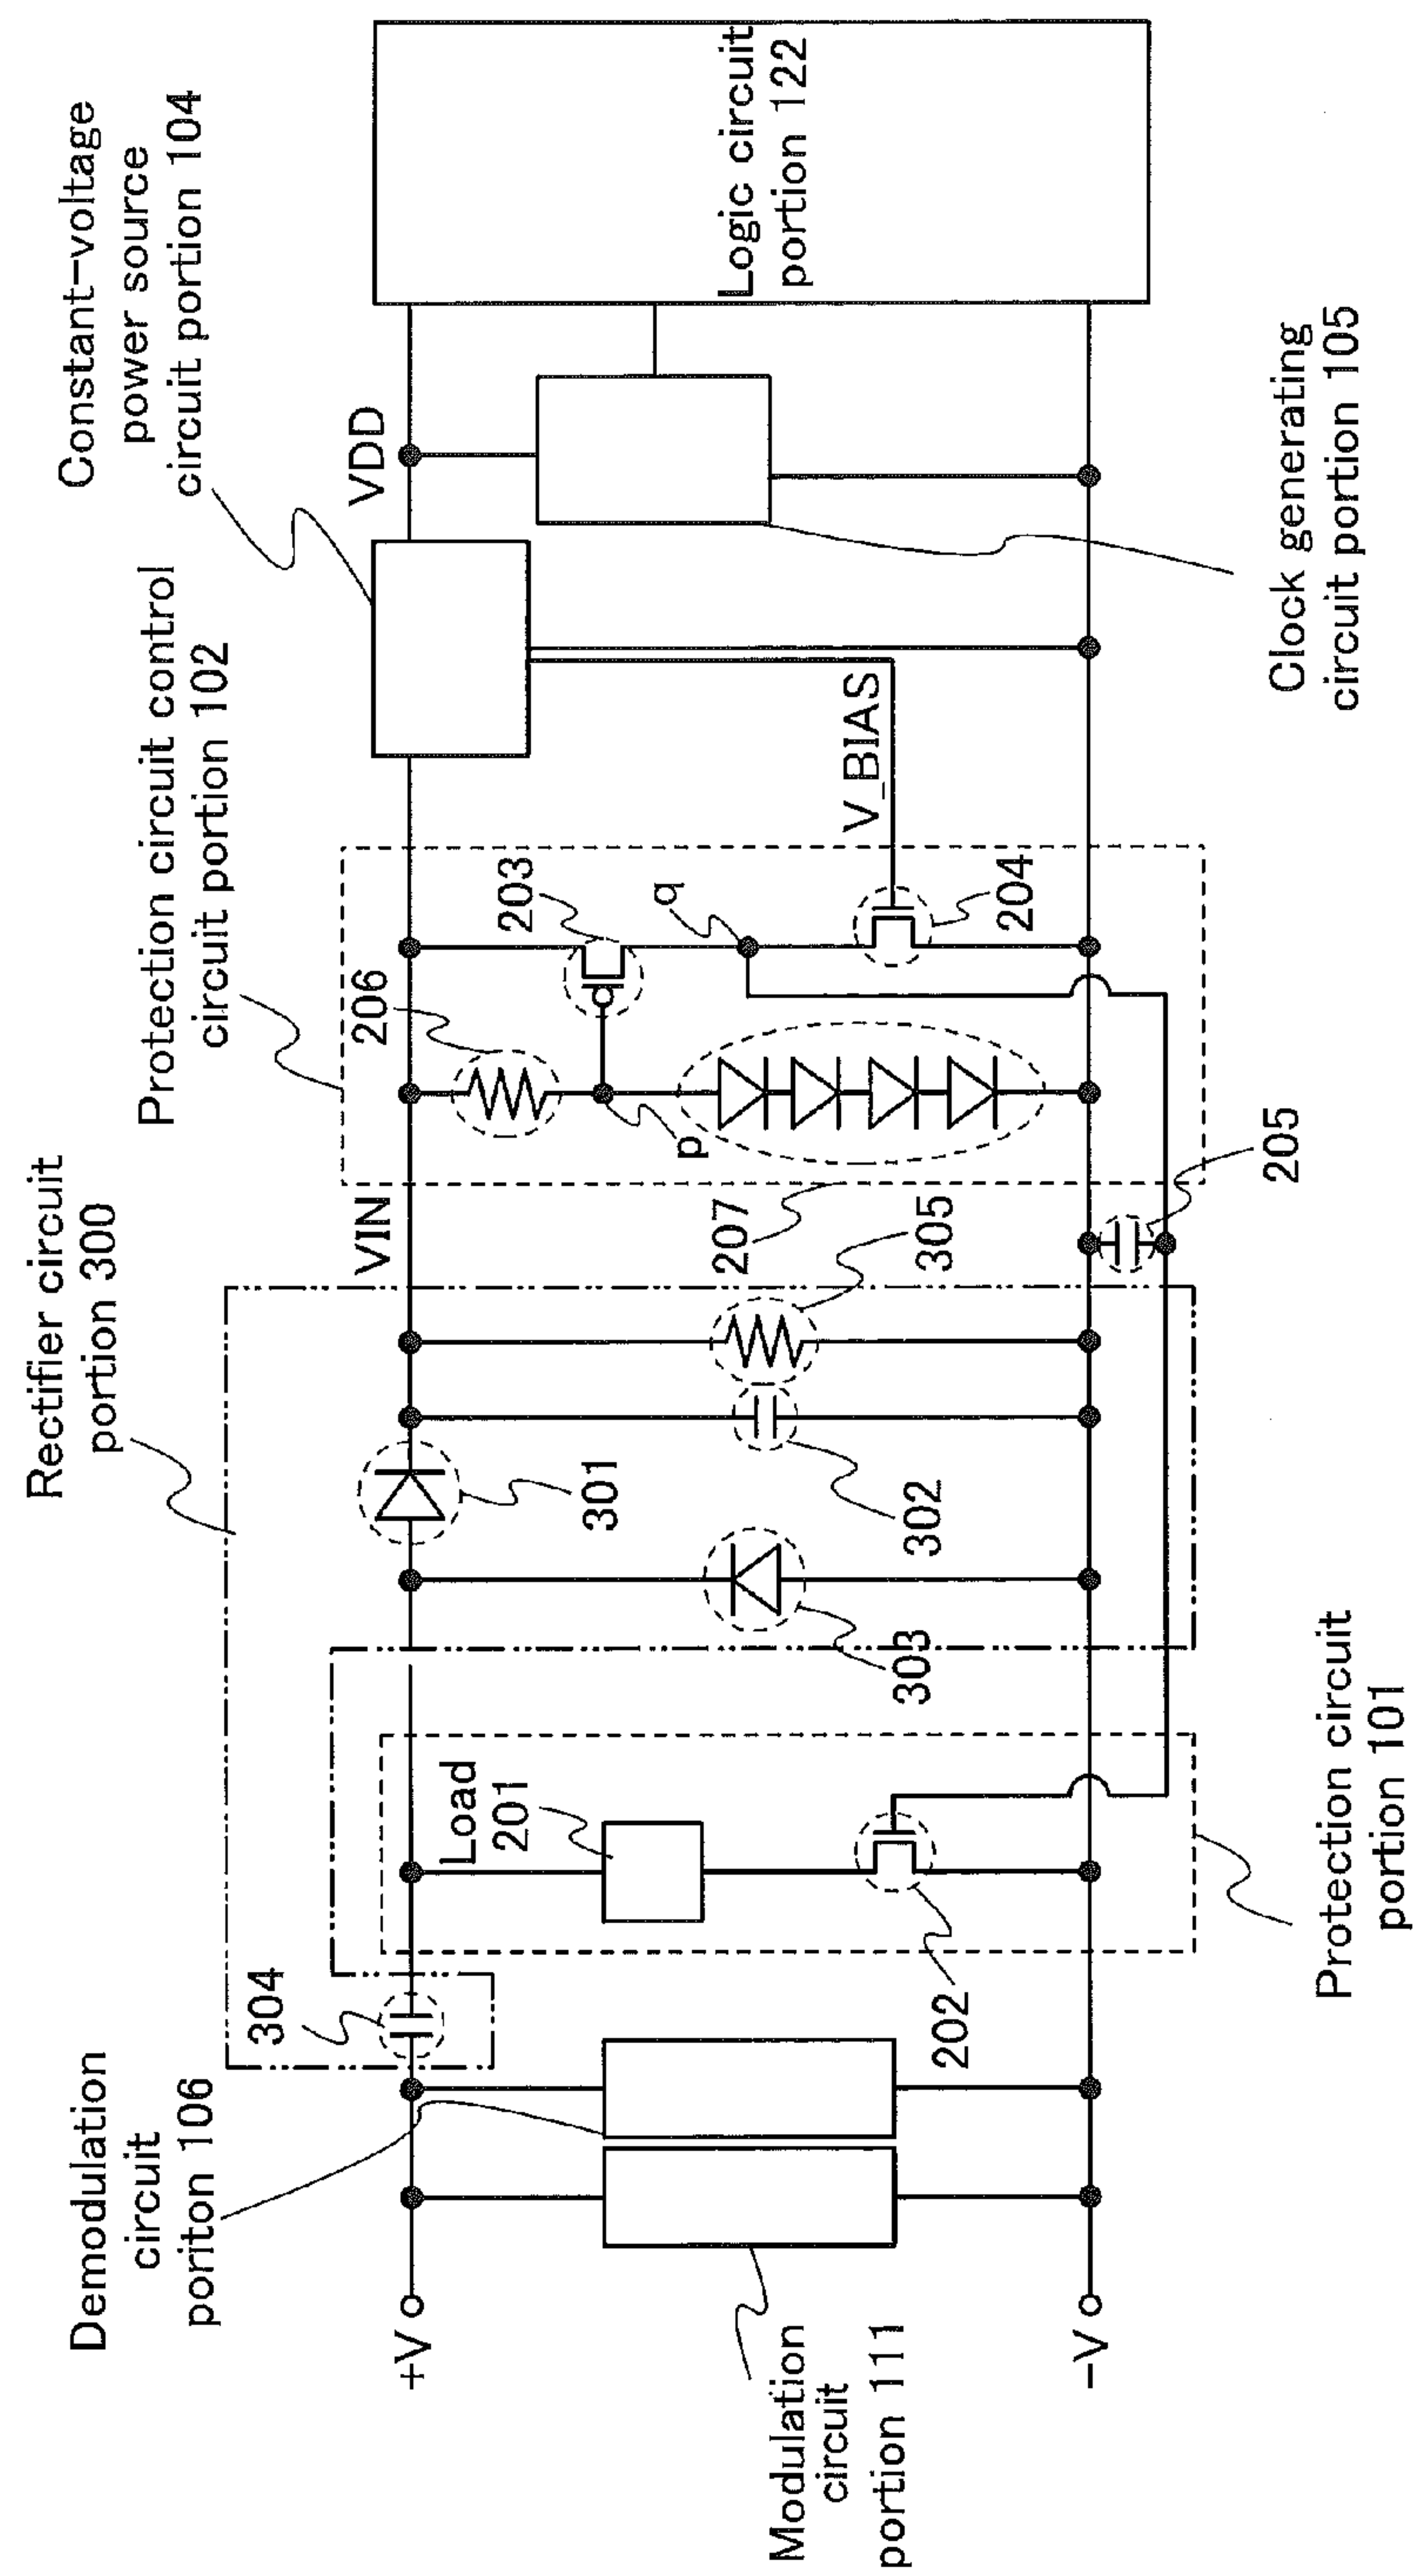 Rectifier circuit
portion 300
Protection circuit control
circuit portion 102
Constant-voltage
power source
circuit portion 104
Demodulation
circuit
poriton 106
304
VIN
206
203
VDD
+V
Load
201
301
p
q
303
302
305
207
202
204
V_BIAS
Logic circuit
portion 122
-V
205
Modulation
circuit
portion 111
Protection circuit
portion 101
Clock generating
circuit portion 105